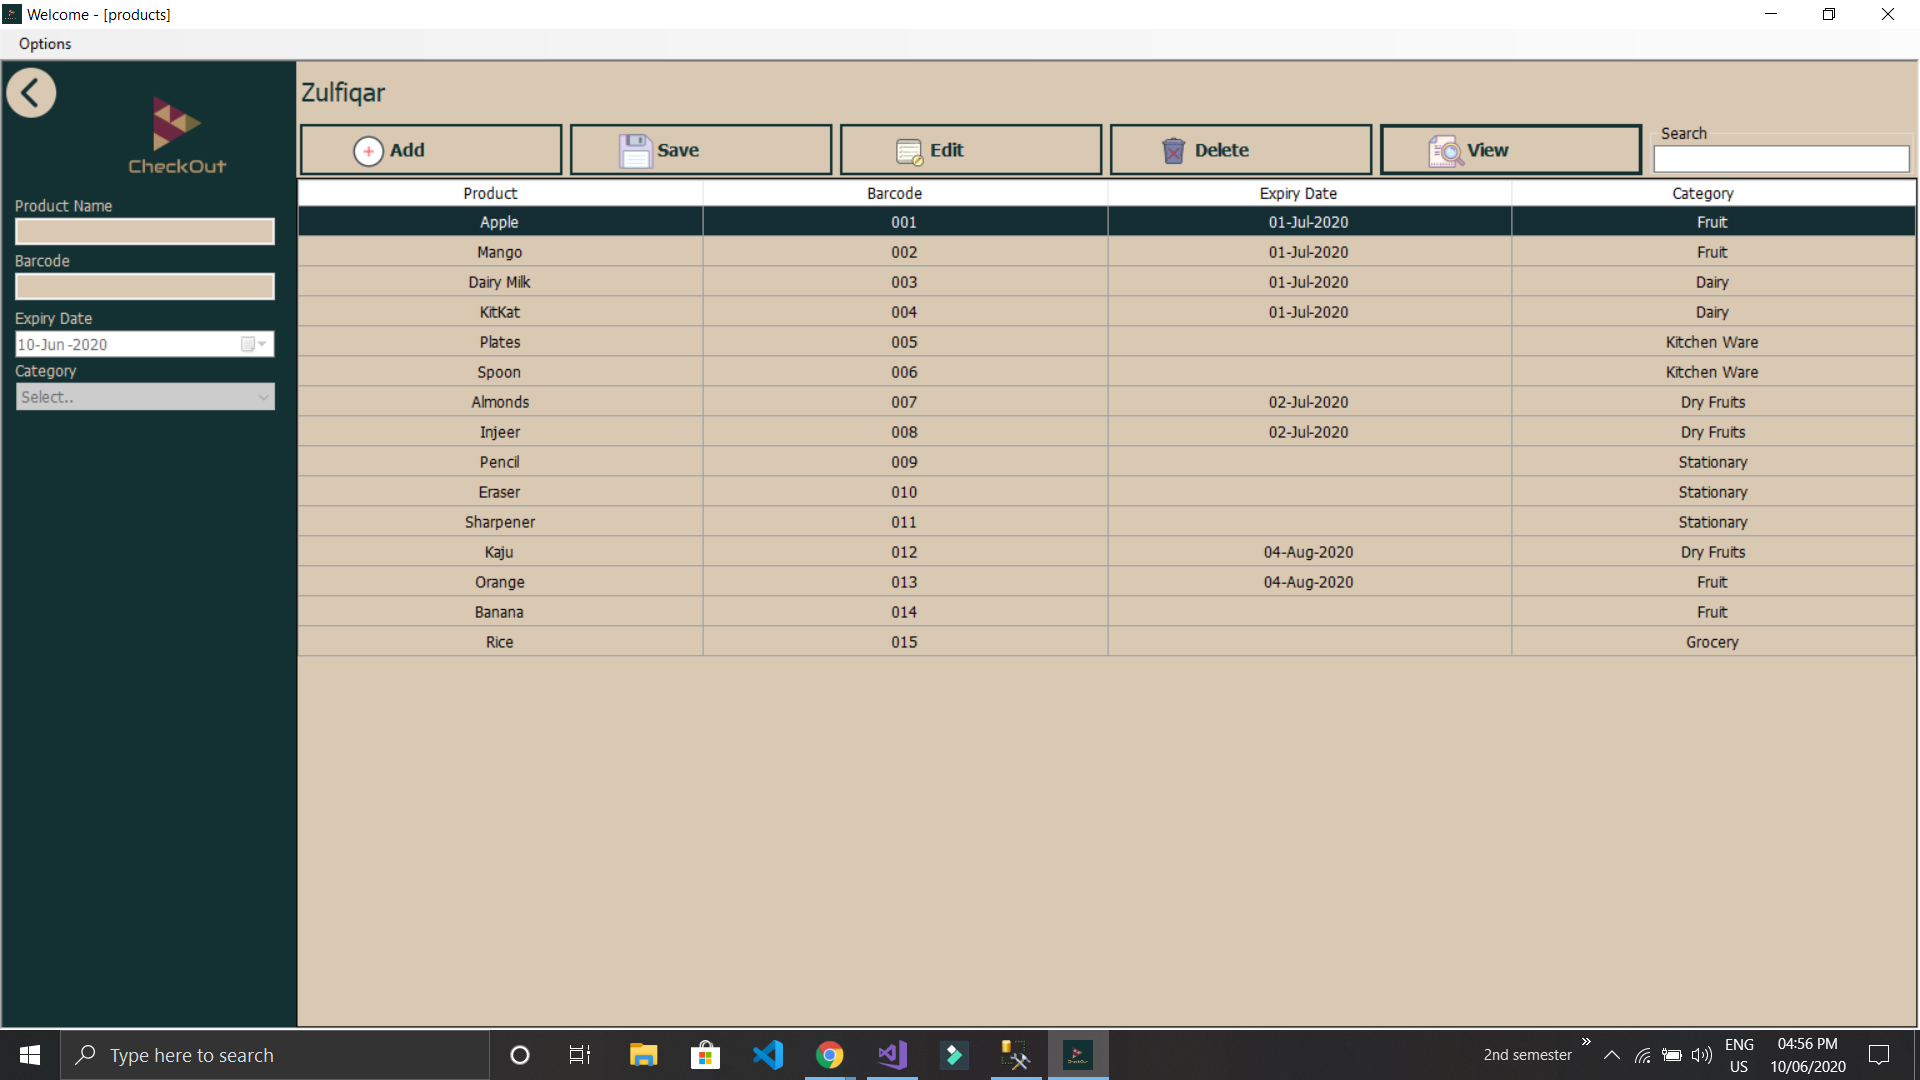 Welcome - [products]
Options
Zulfiqar
CheckOut
Add Save Edit Delete View Search
Product Name
Barcode
Expiry Date
10-Jun -2020
Category
Select..
Product Barcode Expiry Date Category
Apple 001 01-Jul-2020 Fruit
Mango 002 01-Jul-2020 Fruit
Dairy Milk 003 01-Jul-2020 Dairy
KitKat 004 01-Jul-2020 Dairy
Plates 005 Kitchen Ware
Spoon 006 Kitchen Ware
Almonds 007 02-Jul-2020 Dry Fruits
Injeer 008 02-Jul-2020 Dry Fruits
Pencil 009 Stationary
Eraser 010 Stationary
Sharpener 011 Stationary
Kaju 012 04-Aug-2020 Dry Fruits
Orange 013 04-Aug-2020 Fruit
Banana 014 Fruit
Rice 015 Grocery
Type here to search
2nd semester
ENG
US
04:56 PM
10/06/2020